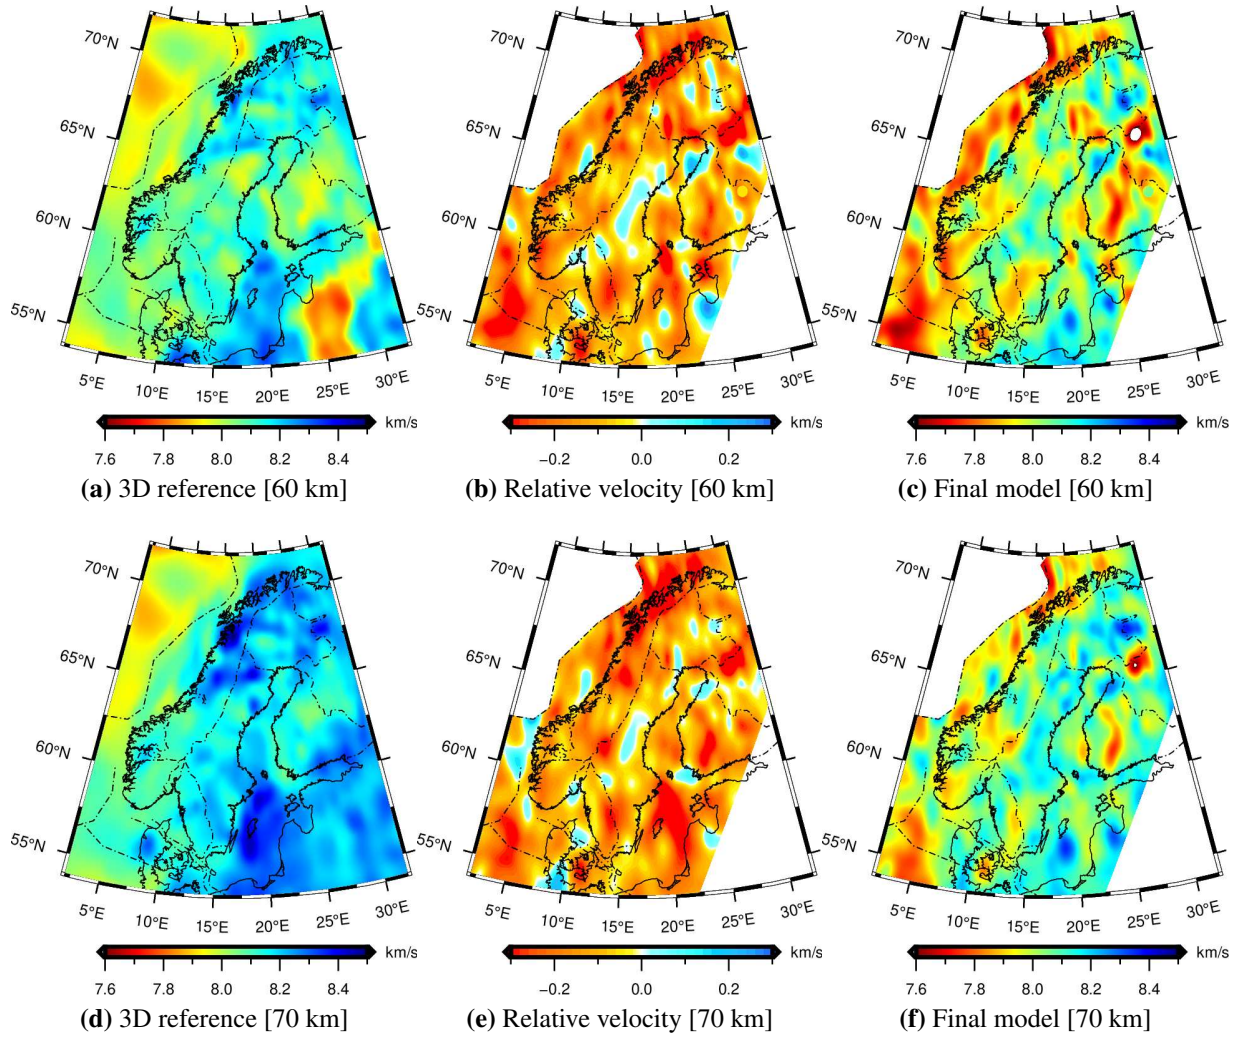 70°N 70°N 70°N
65°N 65°N 65°N
60°N 60°N 60°N
55°N 55°N 55°N
5°E 10°E 15°E 20°E 25°E 30°E 5°E 10°E 15°E 20°E 25°E 30°E 5°E 10°E 15°E 20°E 25°E 30°E
km/s km/s km/s
7.6 7.8 8.0 8.2 8.4 −0.2 0.0 0.2 7.6 7.8 8.0 8.2 8.4
(a) 3D reference [60 km] (b) Relative velocity [60 km] (c) Final model [60 km]
70°N 70°N 70°N
65°N 65°N 65°N
60°N 60°N 60°N
55°N 55°N 55°N
5°E 10°E 15°E 20°E 25°E 30°E 5°E 10°E 15°E 20°E 25°E 30°E 5°E 10°E 15°E 20°E 25°E 30°E
km/s km/s km/s
7.6 7.8 8.0 8.2 8.4 −0.2 0.0 0.2 7.6 7.8 8.0 8.2 8.4
(d) 3D reference [70 km] (e) Relative velocity [70 km] (f) Final model [70 km]